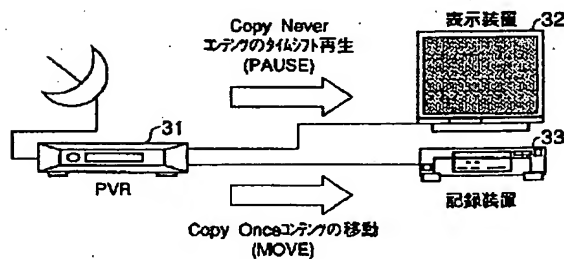 Copy Never
コンテンツのタイムシフト再生
(PAUSE)
表示装置
32
31
PVR
33
記録装置
Copy Onceコンテンツの移動
(MOVE)